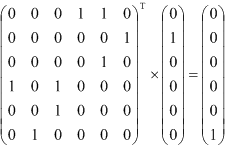 0 0 0 1 1 0 T 0 0
0 0 0 0 0 1 1 0
0 0 0 0 1 0 0 0
1 0 1 0 0 0 × 0 = 0
0 0 1 0 0 0 0 0
0 1 0 0 0 0 0 1